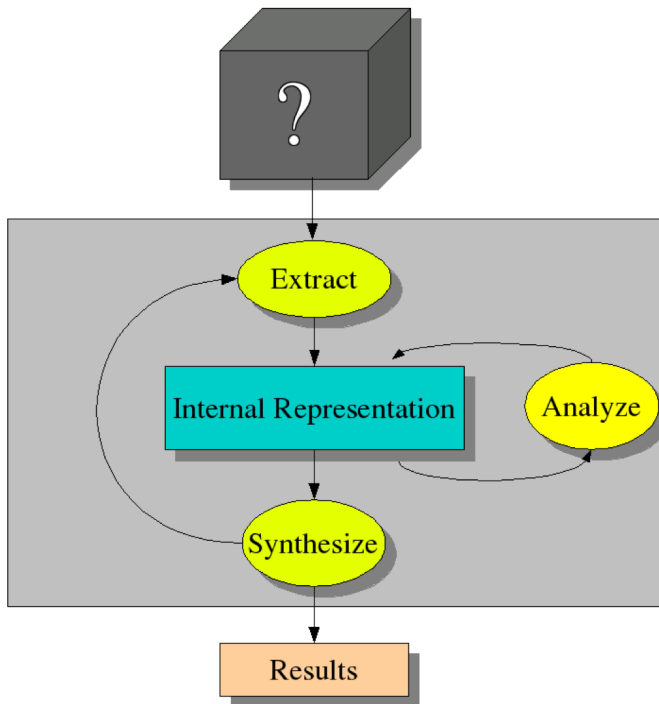 ?
Extract
Internal Representation
Analyze
Synthesize
Results